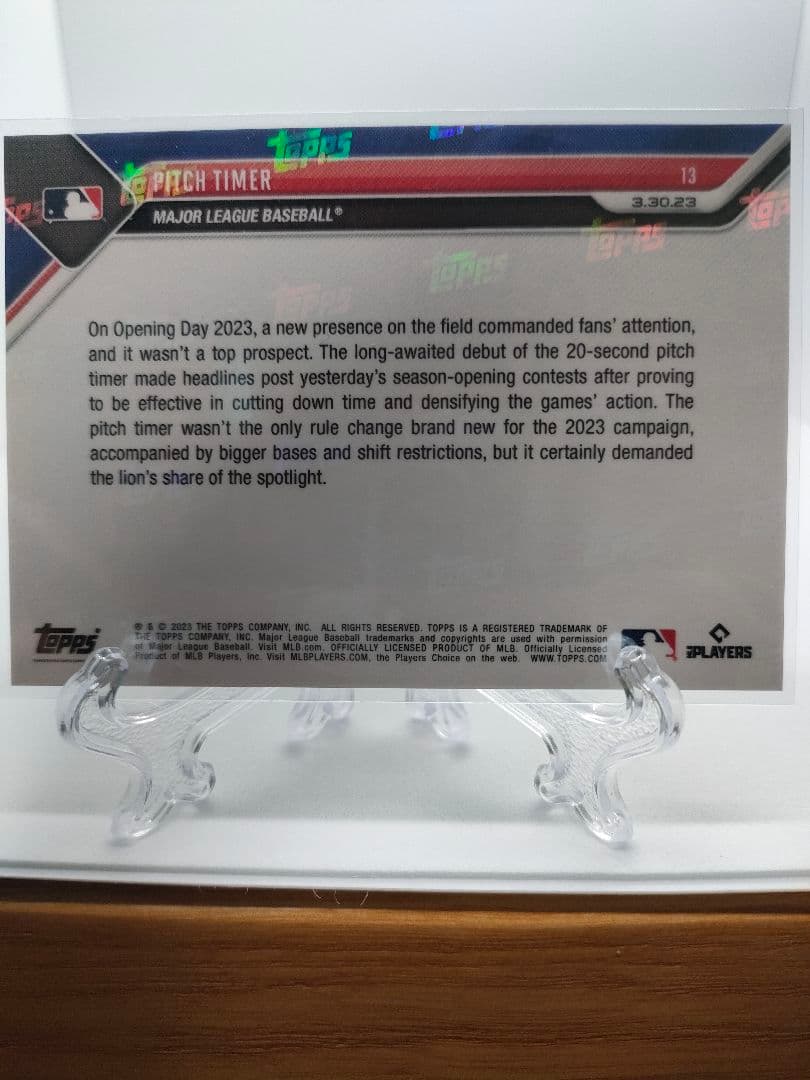 Topps
PITCH TIMER
13
3.30.23
MAJOR LEAGUE BASEBALL®
Topps
Topps
On Opening Day 2023, a new presence on the field commanded fans' attention,
and it wasn't a top prospect. The long-awaited debut of the 20-second pitch
timer made headlines post yesterday's season-opening contests after proving
to be effective in cutting down time and densifying the games' action. The
pitch timer wasn't the only rule change brand new for the 2023 campaign,
accompanied by bigger bases and shift restrictions, but it certainly demanded
the lion's share of the spotlight.
Topps
® & © 2023 THE TOPPS COMPANY, INC. ALL RIGHTS RESERVED. TOPPS IS A REGISTERED TRADEMARK OF
THE TOPPS COMPANY, INC. Major League Baseball trademarks and copyrights are used with permission
of Major League Baseball. Visit MLB.com. OFFICIALLY LICENSED PRODUCT OF MLB. Officially Licensed
Product of MLB Players, Inc. Visit MLBPLAYERS.COM, the Players Choice on the web. WWW.TOPPS.COM
PLAYERS